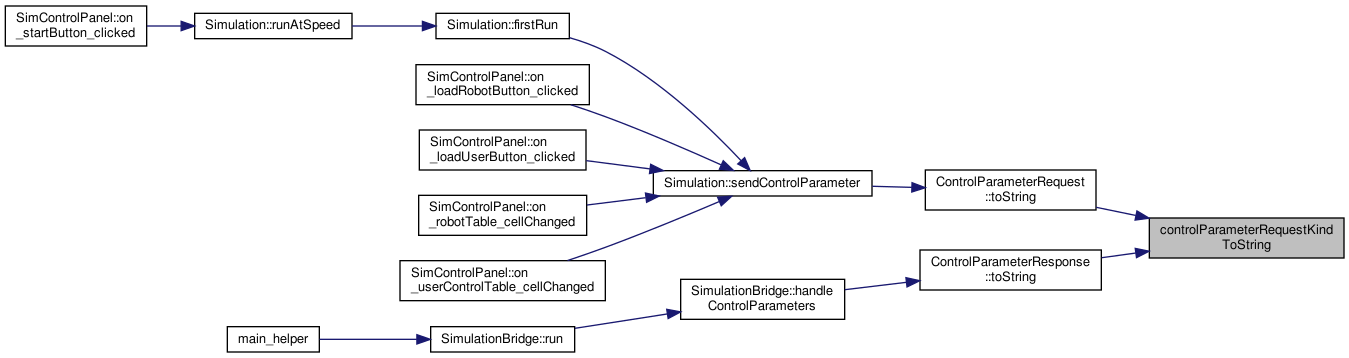 SimControlPanel::on
_startButton_clicked
Simulation::runAtSpeed
Simulation::firstRun
SimControlPanel::on
_loadRobotButton_clicked
SimControlPanel::on
_loadUserButton_clicked
SimControlPanel::on
_robotTable_cellChanged
SimControlPanel::on
_userControlTable_cellChanged
Simulation::sendControlParameter
ControlParameterRequest
::toString
controlParameterRequestKind
ToString
ControlParameterResponse
::toString
SimulationBridge::handle
ControlParameters
SimulationBridge::run
main_helper